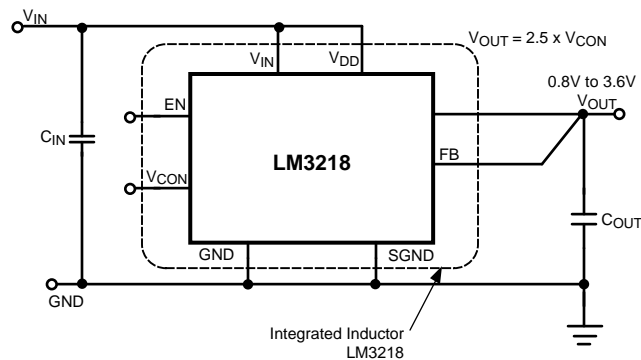 VIN
VOUT = 2.5 x VCON
VIN
VDD
0.8V to 3.6V
VOUT
EN
CIN
LM3218
FB
VCON
COUT
GND
SGND
GND
Integrated Inductor
LM3218